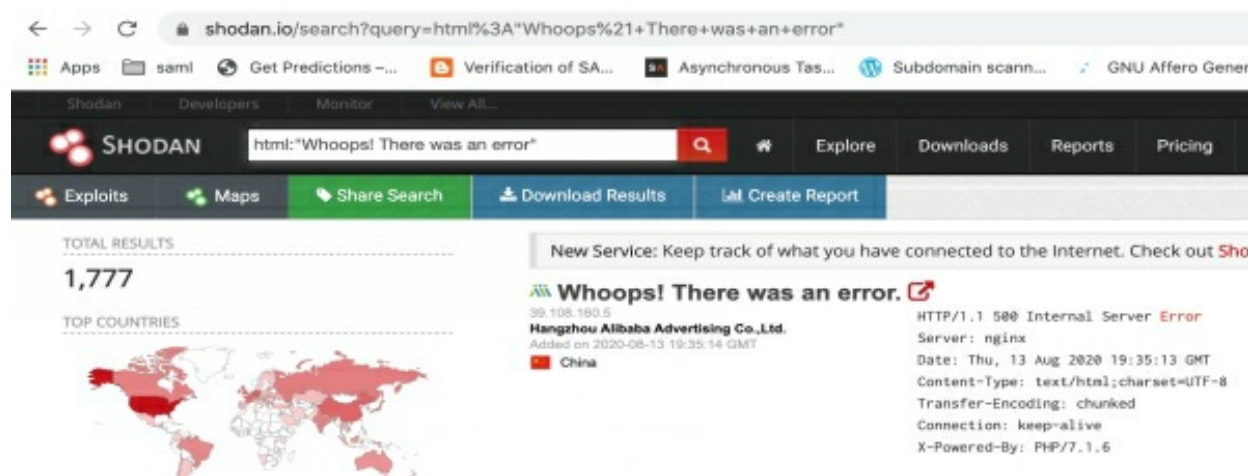 shodan.io/search?query=html%3A"Whoops%21+There+was+an+error"
Apps saml Get Predictions –... Verification of SA... Asynchronous Tas... Subdomain scann... GNU Affero Gener
Shodan Developers Monitor View All...
SHODAN html:"Whoops! There was an error" Explore Downloads Reports Pricing
Exploits Maps Share Search Download Results Create Report
TOTAL RESULTS
1,777
TOP COUNTRIES
New Service: Keep track of what you have connected to the Internet. Check out Sho
Whoops! There was an error.
39.108.160.5
Hangzhou Alibaba Advertising Co.,Ltd.
Added on 2020-08-13 19:35:14 GMT
China
HTTP/1.1 500 Internal Server Error
Server: nginx
Date: Thu, 13 Aug 2020 19:35:13 GMT
Content-Type: text/html;charset=UTF-8
Transfer-Encoding: chunked
Connection: keep-alive
X-Powered-By: PHP/7.1.6